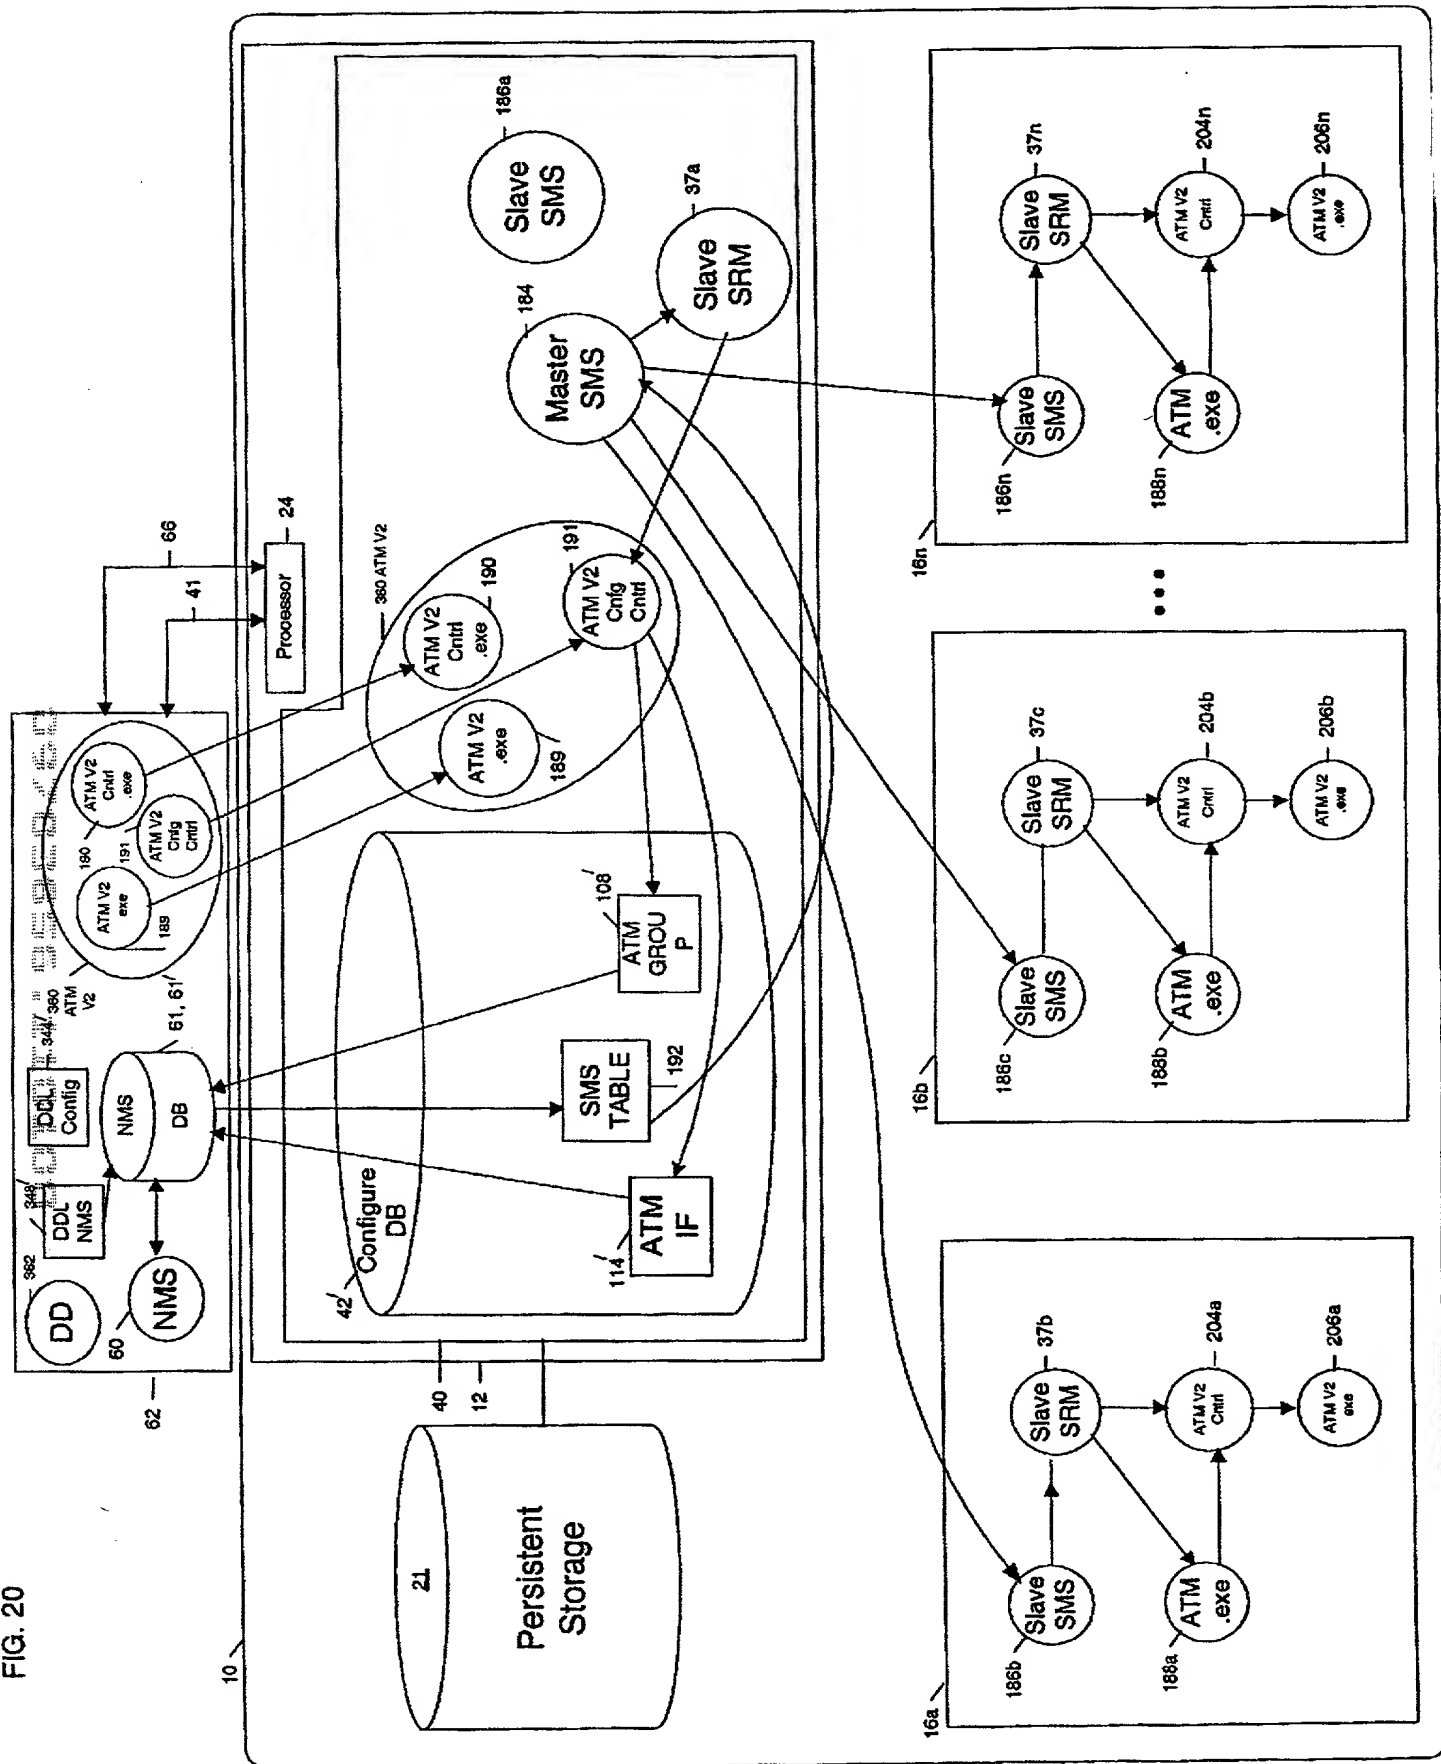 FIG. 20
62
362
DD
60
NMS
348'
DDL
NMS
344'
DDL
Config
NMS
DB
61, 61'
360
ATM
V2
189
ATM V2
exe
190
191
ATM V2
Cntrl
.exe
ATM V2
Cnfg
Cntrl
41
66
10
Processor
24
21
Persistent
Storage
40
12
42'
Configure
DB
114'
ATM
IF
SMS
TABLE
192
108'
ATM
GROU
P
360 ATM V2
ATM V2
.exe
189
ATM V2
Cntrl
.exe
190
ATM V2
Cnfg
Cntrl
191
Master
SMS
184
Slave
SMS
186a
Slave
SRM
37a
16a
186b
Slave
SMS
Slave
SRM
37b
188a
ATM
.exe
ATM V2
Cntrl
204a
ATM V2
exe
206a
16b
186c
Slave
SMS
Slave
SRM
37c
188b
ATM
.exe
ATM V2
Cntrl
204b
ATM V2
.exe
206b
16n
186n
Slave
SMS
Slave
SRM
37n
188n
ATM
.exe
ATM V2
Cntrl
204n
ATM V2
.exe
206n